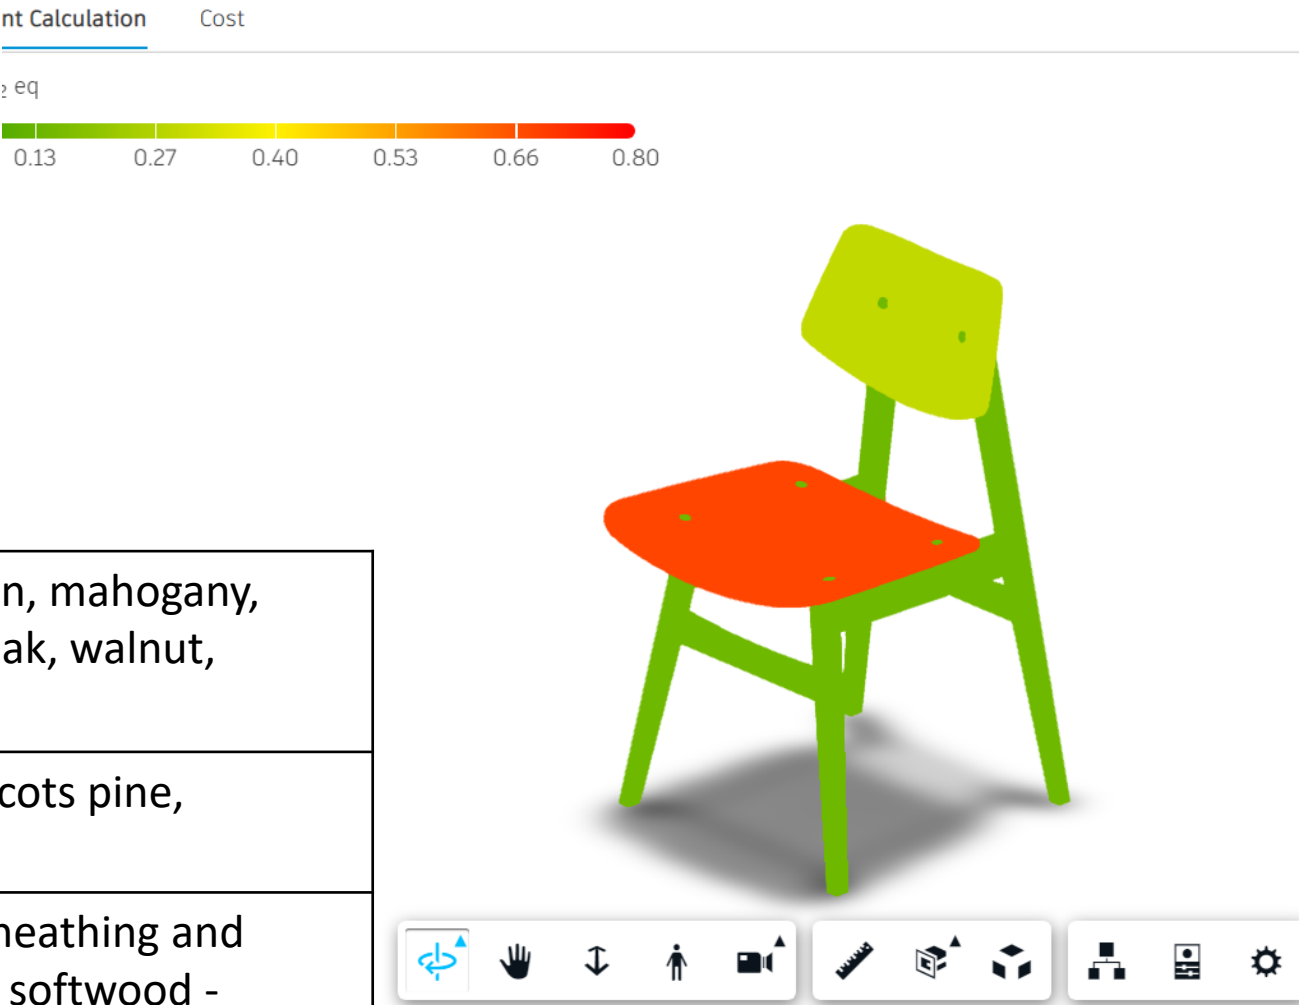 nt Calculation Cost
₂ eq
0.13 0.27 0.40 0.53 0.66 0.80
n, mahogany,
ak, walnut,
cots pine,
neathing and
softwood -